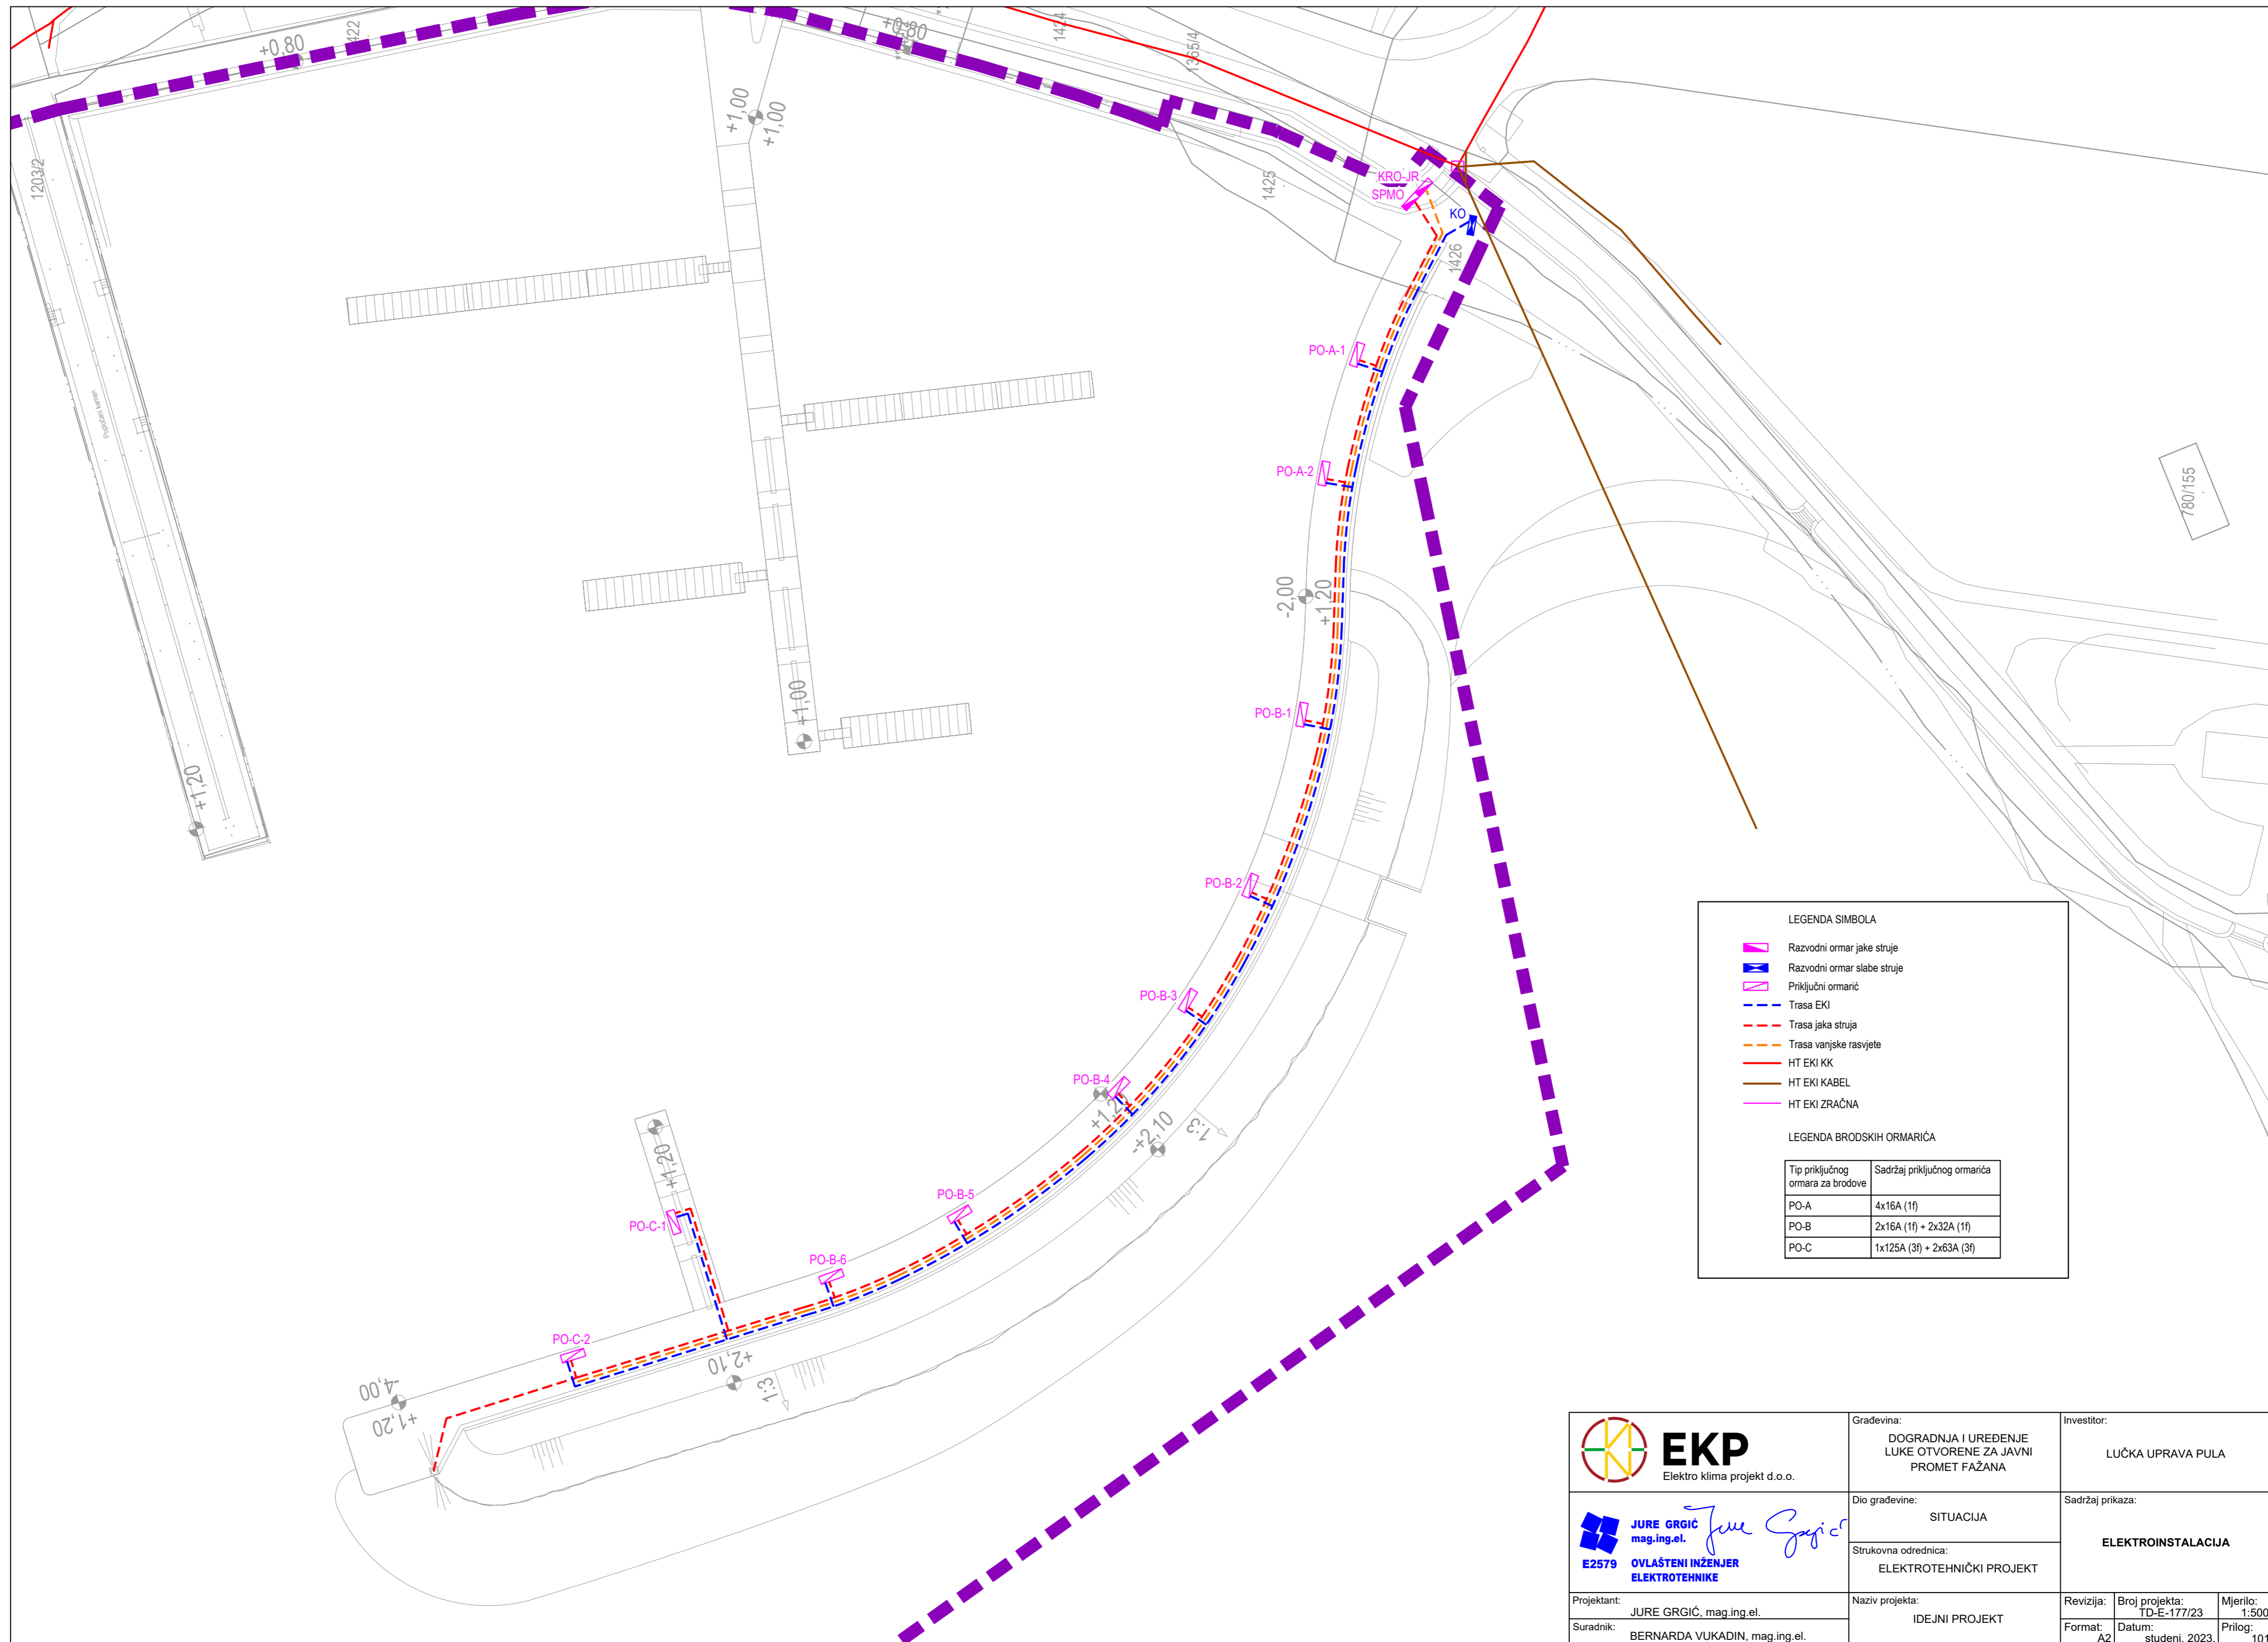 +0,80
1422
+0,80
1424
1365/4
1203/2
+1,00
+1,00
1425
KRO-JR
SPMO
KO
1426
PO-A-1
PO-A-2
780/155
Popločani kamen
-2,00
+1,20
+1,00
PO-B-1
+1,20
PO-B-2
PO-B-3
PO-B-4
+1,20
+2,10
1:3
+1,20
PO-B-5
PO-C-1
PO-B-6
PO-C-2
+2,10
1:3
-4,00
+1,20
LEGENDA SIMBOLA
Razvodni ormar jake struje
Razvodni ormar slabe struje
Priključni ormarić
Trasa EKI
Trasa jaka struja
Trasa vanjske rasvjete
HT EKI KK
HT EKI KABEL
HT EKI ZRAČNA
LEGENDA BRODSKIH ORMARIĆA
Tip priključnog ormara za brodove
Sadržaj priključnog ormarića
PO-A 4x16A (1f)
PO-B 2x16A (1f) + 2x32A (1f)
PO-C 1x125A (3f) + 2x63A (3f)
EKP
Elektro klima projekt d.o.o.
Građevina:
DOGRADNJA I UREĐENJE
LUKE OTVORENE ZA JAVNI
PROMET FAŽANA
Investitor:
LUČKA UPRAVA PULA
JURE GRGIĆ
mag.ing.el.
Jure Grgić
E2579
OVLAŠTENI INŽENJER
ELEKTROTEHNIKE
Dio građevine:
SITUACIJA
Strukovna odrednica:
ELEKTROTEHNIČKI PROJEKT
Sadržaj prikaza:
ELEKTROINSTALACIJA
Projektant:
JURE GRGIĆ, mag.ing.el.
Suradnik:
BERNARDA VUKADIN, mag.ing.el.
Naziv projekta:
IDEJNI PROJEKT
Revizija:
Broj projekta:
TD-E-177/23
Mjerilo:
1:500
Format:
A2
Datum:
studeni, 2023.
Prilog:
101